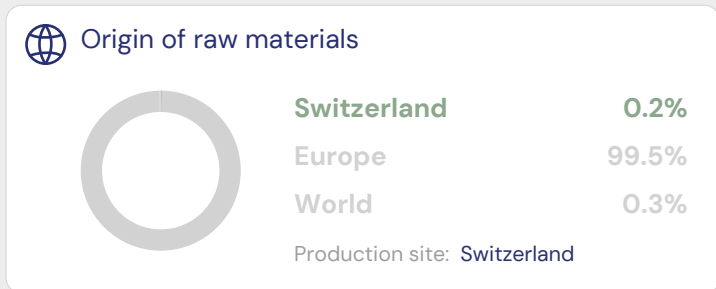 Origin of raw materials
Switzerland 0.2%
Europe 99.5%
World 0.3%
Production site: Switzerland